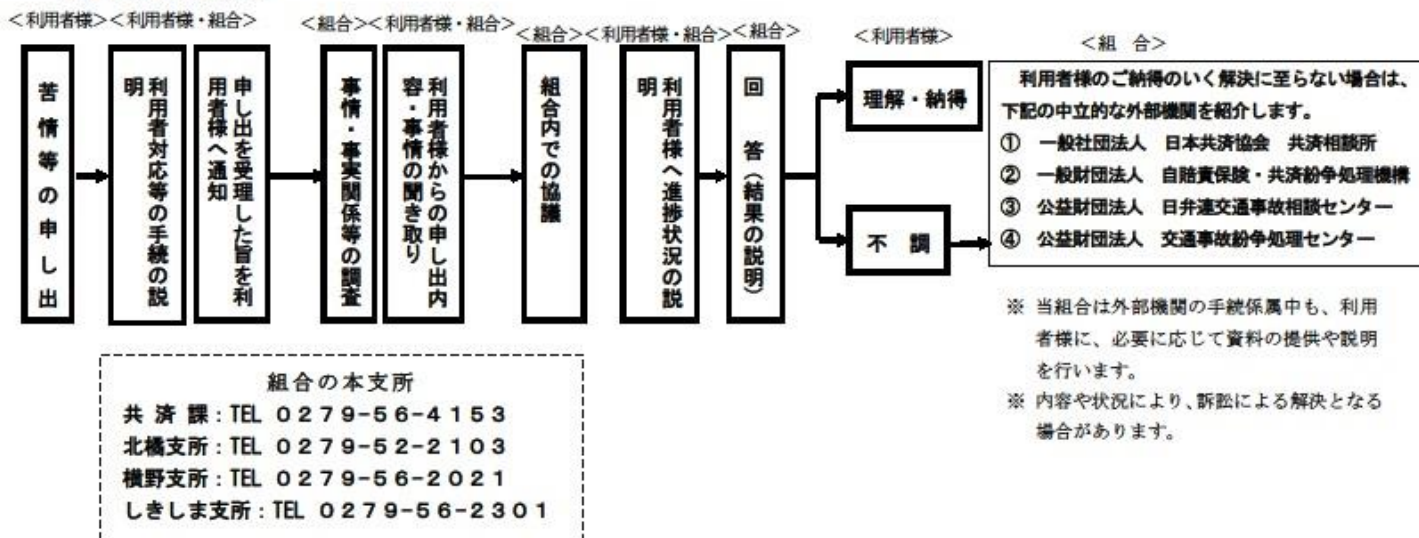 ＜利用者様＞
＜利用者様・組合＞
＜組合＞
＜利用者様・組合＞
＜組合＞
＜利用者様・組合＞
＜組合＞
＜利用者様＞
＜組　合＞
苦情等の申し出
利用者対応等の手続の説
明
申し出を受理した旨を利
用者様へ通知
事情・事実関係等の調査
利用者様からの申し出内
容・事情の聞き取り
組合内での協議
利用者様へ進捗状況の説
明
回　答（結果の説明）
理解・納得
不　調
利用者様のご納得のいく解決に至らない場合は、
下記の中立的な外部機関を紹介します。
①　一般社団法人　日本共済協会　共済相談所
②　一般財団法人　自賠責保険・共済紛争処理機構
③　公益財団法人　日弁連交通事故相談センター
④　公益財団法人　交通事故紛争処理センター
※ 当組合は外部機関の手続係属中も、利用
者様に、必要に応じて資料の提供や説明
を行います。
※ 内容や状況により、訴訟による解決となる
場合があります。
組合の本支所
共 済 課：TEL ０２７９-５６-４１５３
北橘支所：TEL ０２７９-５２-２１０３
横野支所：TEL ０２７９-５６-２０２１
しきしま支所：TEL ０２７９-５６-２３０１